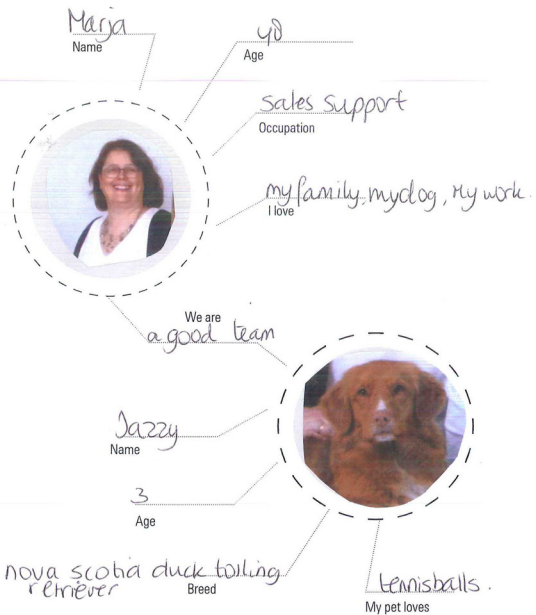 Marja
Name
40
Age
sales support
Occupation
my family, my dog, my work.
I love
We are
a good team
Jazzy
Name
3
Age
nova scotia duck tolling
retriever
Breed
tennisballs.
My pet loves